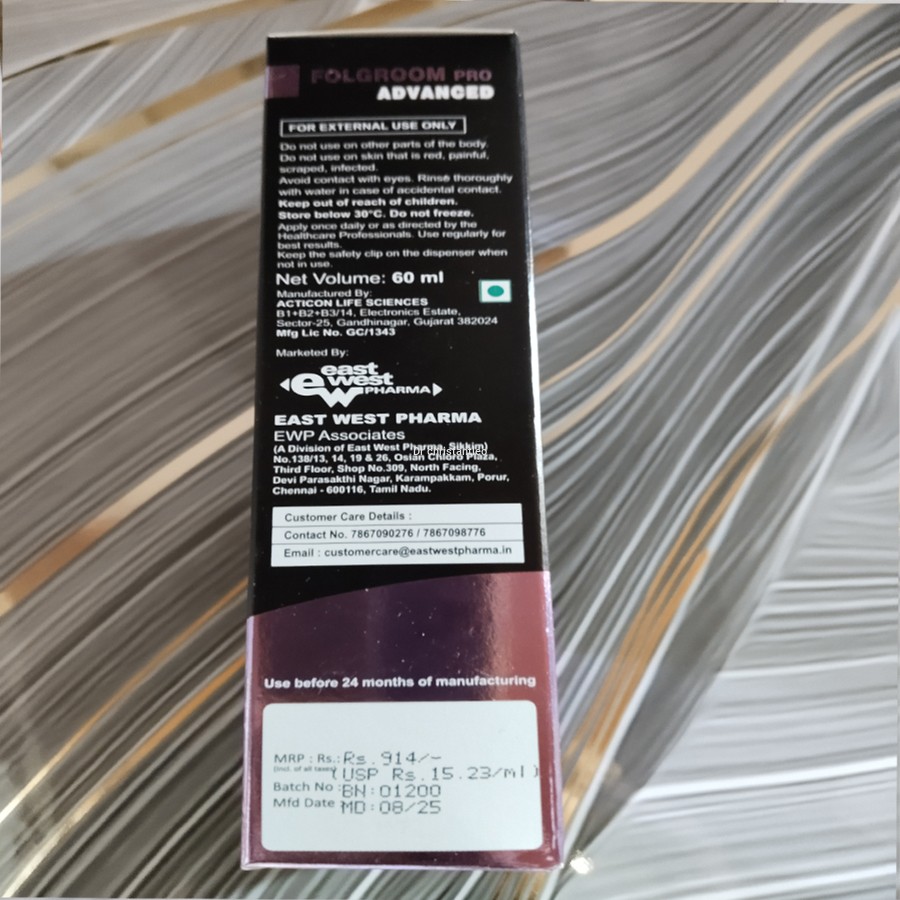 FOLGROOM PRO
ADVANCED
FOR EXTERNAL USE ONLY
Do not use on other parts of the body.
Do not use on skin that is red, painful,
scraped, infected.
Avoid contact with eyes. Rinse thoroughly
with water in case of accidental contact.
Keep out of reach of children.
Store below 30°C. Do not freeze.
Apply once daily or as directed by the
Healthcare Professionals. Use regularly for
best results.
Keep the safety clip on the dispenser when
not in use.
Net Volume: 60 ml
Manufactured By:
ACTICON LIFE SCIENCES
B1+B2+B3/14, Electronics Estate,
Sector-25, Gandhinagar, Gujarat 382024
Mfg Lic No. GC/1343
Marketed By:
east
west
ew PHARMA
EAST WEST PHARMA
EWP Associates
(A Division of East West Pharma, Sikkim)
No.138/13, 14, 19 & 26, Osian Chloro Plaza,
Third Floor, Shop No.309, North Facing,
Devi Parasakthi Nagar, Karampakkam, Porur,
Chennai - 600116, Tamil Nadu.
Customer Care Details :
Contact No. 7867090276 / 7867098776
Email : customercare@eastwestpharma.in
Use before 24 months of manufacturing
MRP : Rs.: Rs.914/-
(Incl. of all taxes) (USP Rs.15.23/ml)
Batch No : BN:01200
Mfd Date : MD:08/25